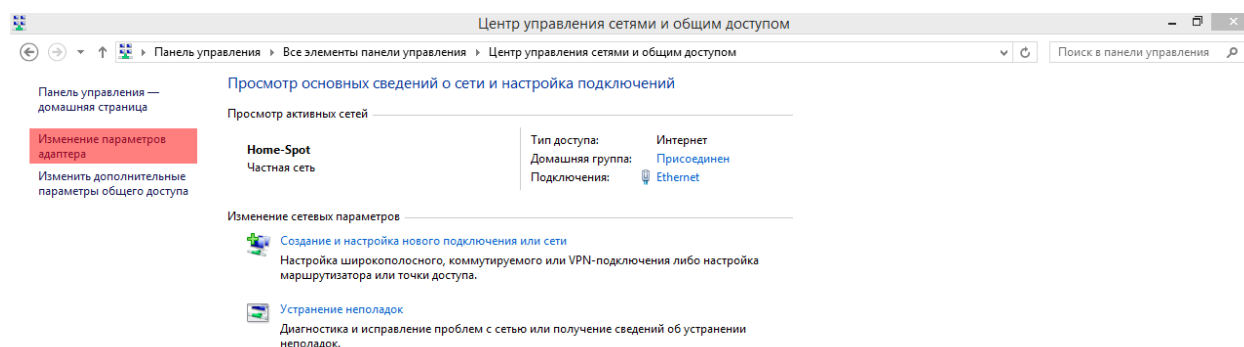 Центр управления сетями и общим доступом
Панель управления
Все элементы панели управления
Центр управления сетями и общим доступом
Поиск в панели управления
Панель управления —
домашняя страница
Изменение параметров
адаптера
Изменить дополнительные
параметры общего доступа
Просмотр основных сведений о сети и настройка подключений
Просмотр активных сетей
Home-Spot
Частная сеть
Тип доступа: Интернет
Домашняя группа: Присоединен
Подключения: Ethernet
Изменение сетевых параметров
Создание и настройка нового подключения или сети
Настройка широкополосного, коммутируемого или VPN-подключения либо настройка
маршрутизатора или точки доступа.
Устранение неполадок
Диагностика и исправление проблем с сетью или получение сведений об устранении
неполадок.